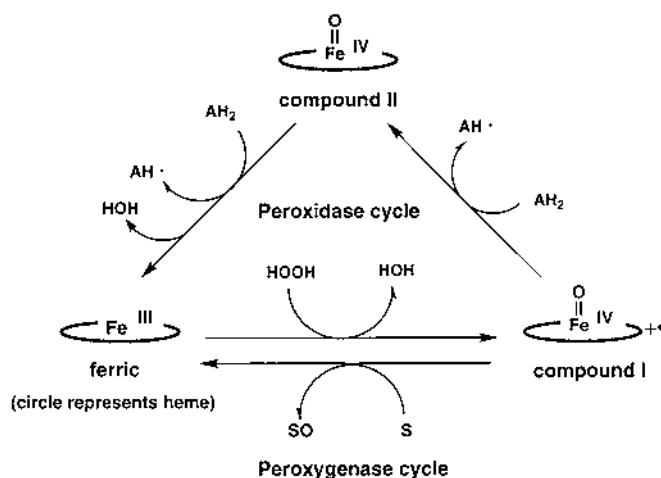 O
Fe IV
compound II
AH2
AH·
AH·
HOH
AH2
Peroxidase cycle
HOOH
HOH
O
Fe III
Fe IV
+•
ferric
compound I
(circle represents heme)
SO
S
Peroxygenase cycle